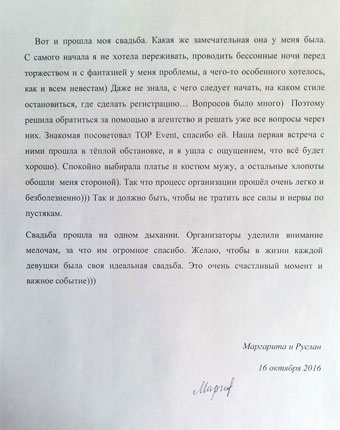 Вот и прошла моя свадьба. Какая же замечательная она у меня была.
С самого начала я не хотела переживать, проводить бессонные ночи перед
торжеством и с фантазией у меня проблемы, а чего-то особенного хотелось,
как и всем невестам) Даже не знала, с чего следует начать, на каком стиле
остановиться, где сделать регистрацию… Вопросов было много) Поэтому
решила обратиться за помощью в агентство и решать уже все вопросы через
них. Знакомая посоветовал TOP Event, спасибо ей. Наша первая встреча с
ними прошла в тёплой обстановке, и я ушла с ощущением, что всё будет
хорошо). Спокойно выбирала платье и костюм мужу, а остальные хлопоты
обошли меня стороной). Так что процесс организации прошёл очень легко и
безболезненно))) Так и должно быть, чтобы не тратить все силы и нервы по
пустякам.
Свадьба прошла на одном дыхании. Организаторы уделили внимание
мелочам, за что им огромное спасибо. Желаю, чтобы в жизни каждой
девушки была своя идеальная свадьба. Это очень счастливый момент и
важное событие)))
Маргарита и Руслан
16 октября 2016